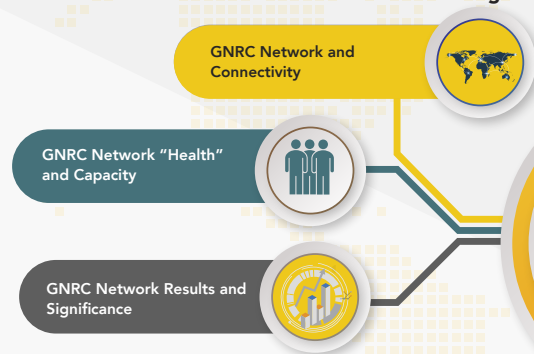 GNRC Network and
Connectivity
GNRC Network “Health”
and Capacity
GNRC Network Results and
Significance